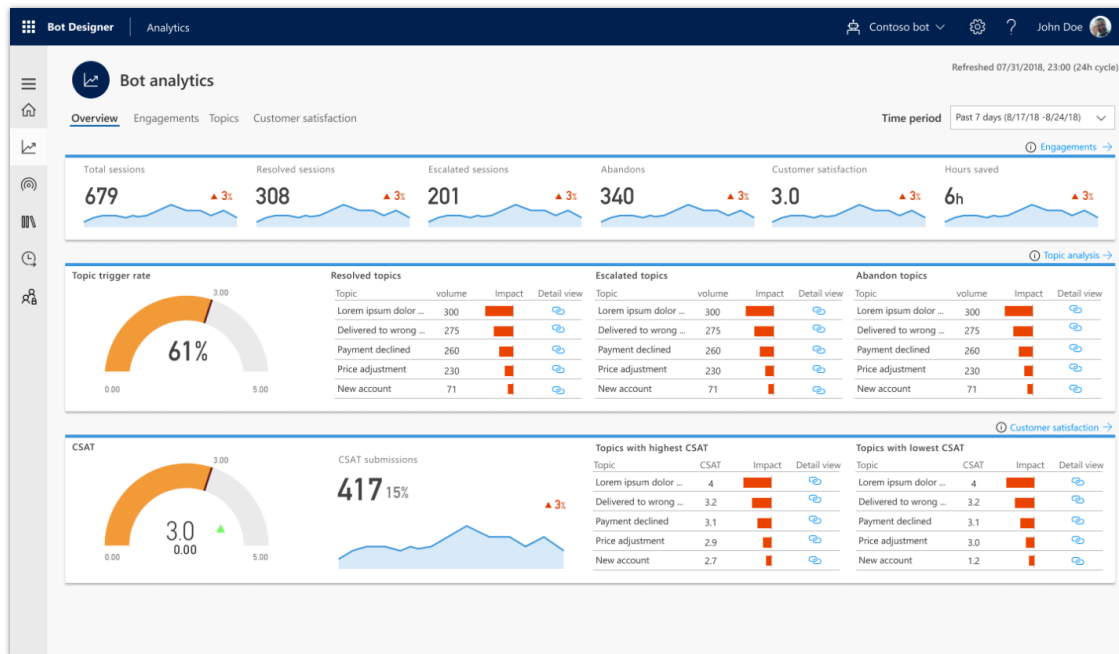 Bot Designer Analytics Contoso bot ? John Doe
Refreshed 07/31/2018, 23:00 (24h cycle)
Bot analytics
Overview Engagements Topics Customer satisfaction Time period Past 7 days (8/17/18 -8/24/18)
Engagements
Total sessions Resolved sessions Escalated sessions Abandons Customer satisfaction Hours saved
679 3% 308 3% 201 3% 340 3% 3.0 3% 6h 3%
Topic analysis
Topic trigger rate Resolved topics Escalated topics Abandon topics
3.00
61%
0.00 5.00
Topic volume Impact Detail view Topic volume Impact Detail view Topic volume Impact Detail view
Lorem ipsum dolor ... 300 Lorem ipsum dolor ... 300 Lorem ipsum dolor ... 300
Delivered to wrong ... 275 Delivered to wrong ... 275 Delivered to wrong ... 275
Payment declined 260 Payment declined 260 Payment declined 260
Price adjustment 230 Price adjustment 230 Price adjustment 230
New account 71 New account 71 New account 71
Customer satisfaction
CSAT
3.00
3.0
0.00
0.00 5.00
CSAT submissions
417 15%
3%
Topics with highest CSAT
Topic CSAT Impact Detail view
Lorem ipsum dolor ... 4
Delivered to wrong ... 3.2
Payment declined 3.1
Price adjustment 2.9
New account 2.7
Topics with lowest CSAT
Topic CSAT Impact Detail view
Lorem ipsum dolor ... 4
Delivered to wrong ... 3.2
Payment declined 3.1
Price adjustment 3.0
New account 1.2